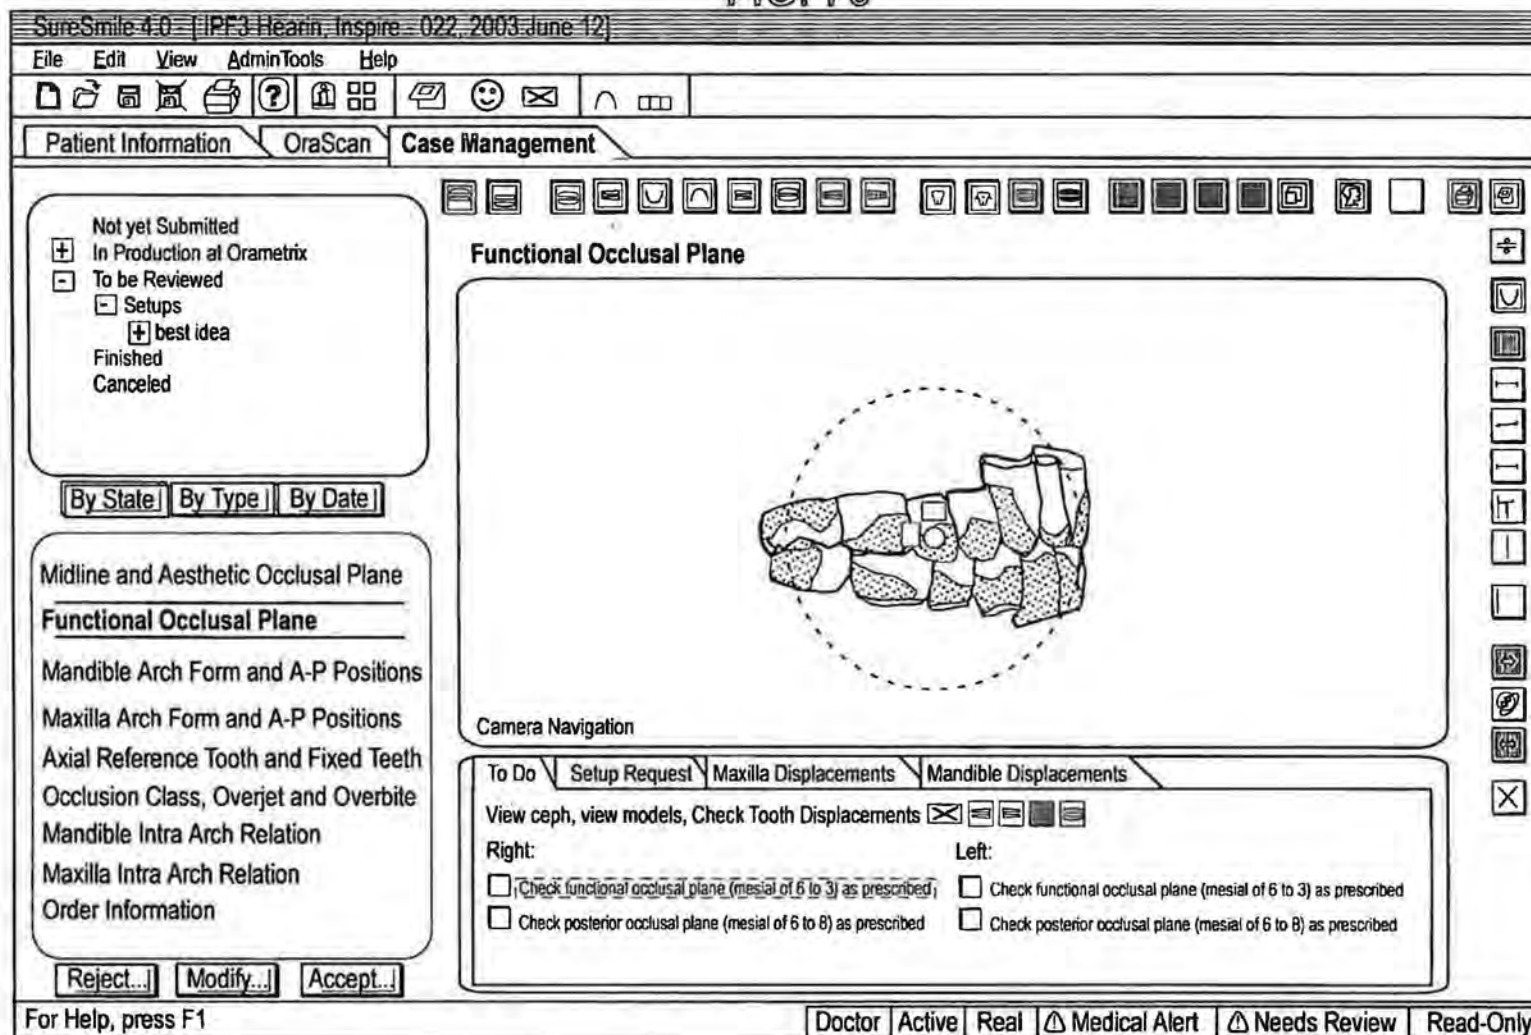 SureSmile 4.0 - [ IPF3 Hearin, Inspire - 022, 2003 June 12]
File Edit View AdminTools Help
Patient Information OraScan Case Management
Not yet Submitted
In Production at Orametrix
To be Reviewed
Setups
best idea
Finished
Canceled
By State By Type By Date
Midline and Aesthetic Occlusal Plane
Functional Occlusal Plane
Mandible Arch Form and A-P Positions
Maxilla Arch Form and A-P Positions
Axial Reference Tooth and Fixed Teeth
Occlusion Class, Overjet and Overbite
Mandible Intra Arch Relation
Maxilla Intra Arch Relation
Order Information
Reject... Modify... Accept...
Functional Occlusal Plane
Camera Navigation
To Do Setup Request Maxilla Displacements Mandible Displacements
View ceph, view models, Check Tooth Displacements
Right: Left:
Check functional occlusal plane (mesial of 6 to 3) as prescribed Check functional occlusal plane (mesial of 6 to 3) as prescribed
Check posterior occlusal plane (mesial of 6 to 8) as prescribed Check posterior occlusal plane (mesial of 6 to 8) as prescribed
For Help, press F1 Doctor Active Real Medical Alert Needs Review Read-Only